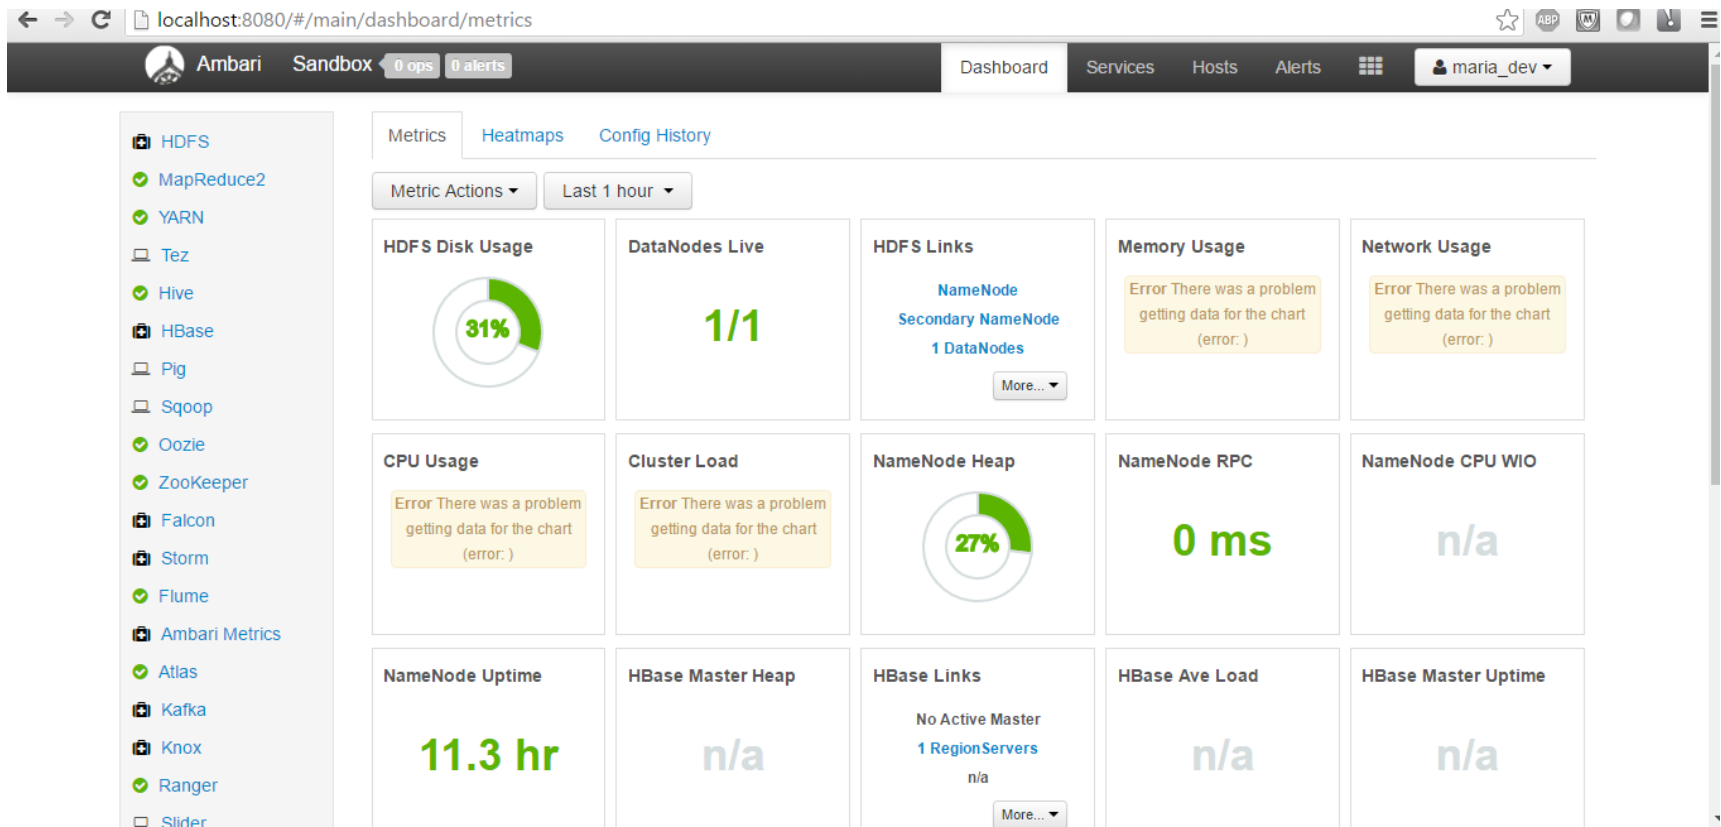 localhost:8080/#/main/dashboard/metrics
ABP
Ambari Sandbox 0 ops 0 alerts Dashboard Services Hosts Alerts maria_dev
HDFS
MapReduce2
YARN
Tez
Hive
HBase
Pig
Sqoop
Oozie
ZooKeeper
Falcon
Storm
Flume
Ambari Metrics
Atlas
Kafka
Knox
Ranger
Slider
Metrics Heatmaps Config History
Metric Actions Last 1 hour
HDFS Disk Usage
31%
DataNodes Live
1/1
HDFS Links
NameNode
Secondary NameNode
1 DataNodes
More...
Memory Usage
Error There was a problem
getting data for the chart
(error: )
Network Usage
Error There was a problem
getting data for the chart
(error: )
CPU Usage
Error There was a problem
getting data for the chart
(error: )
Cluster Load
Error There was a problem
getting data for the chart
(error: )
NameNode Heap
27%
NameNode RPC
0 ms
NameNode CPU WIO
n/a
NameNode Uptime
11.3 hr
HBase Master Heap
n/a
HBase Links
No Active Master
1 RegionServers
n/a
More...
HBase Ave Load
n/a
HBase Master Uptime
n/a